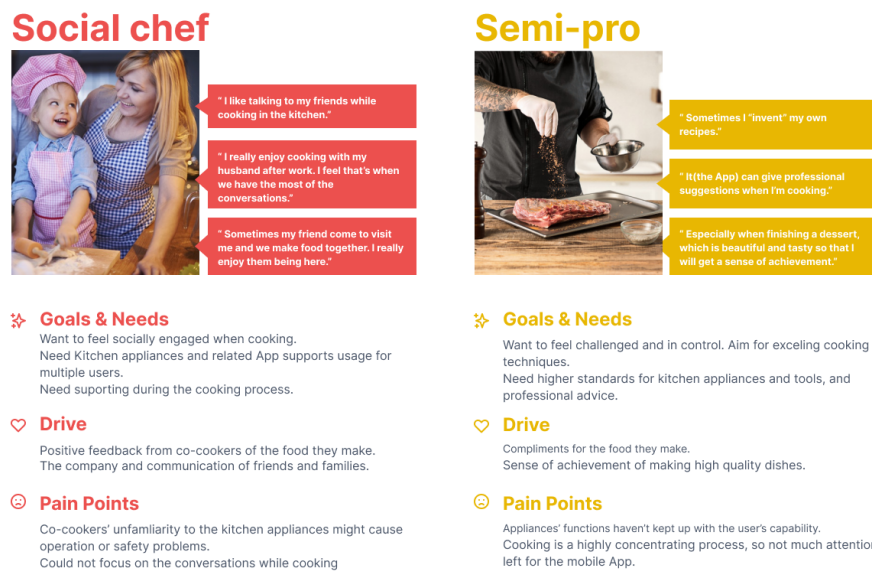 Social chef
“ I like talking to my friends while
cooking in the kitchen.”
“ I really enjoy cooking with my
husband after work. I feel that’s when
we have the most of the
conversations.”
“ Sometimes my friend come to visit
me and we make food together. I really
enjoy them being here.”
Goals & Needs
Want to feel socially engaged when cooking.
Need Kitchen appliances and related App supports usage for
multiple users.
Need suporting during the cooking process.
Drive
Positive feedback from co-cookers of the food they make.
The company and communication of friends and families.
Pain Points
Co-cookers’ unfamliarity to the kitchen appliances might cause
operation or safety problems.
Could not focus on the conversations while cooking
Semi-pro
“ Sometimes I “invent” my own
recipes.”
“ It(the App) can give professional
suggestions when I’m cooking.”
“ Especially when finishing a dessert,
which is beautiful and tasty so that I
will get a sense of achievement.”
Goals & Needs
Want to feel challenged and in control. Aim for exceling cooking
techniques.
Need higher standards for kitchen appliances and tools, and
professional advice.
Drive
Compliments for the food they make.
Sense of achievement of making high quality dishes.
Pain Points
Appliances’ functions haven’t kept up with the user’s capability.
Cooking is a highly concentrating process, so not much attentio
left for the mobile App.